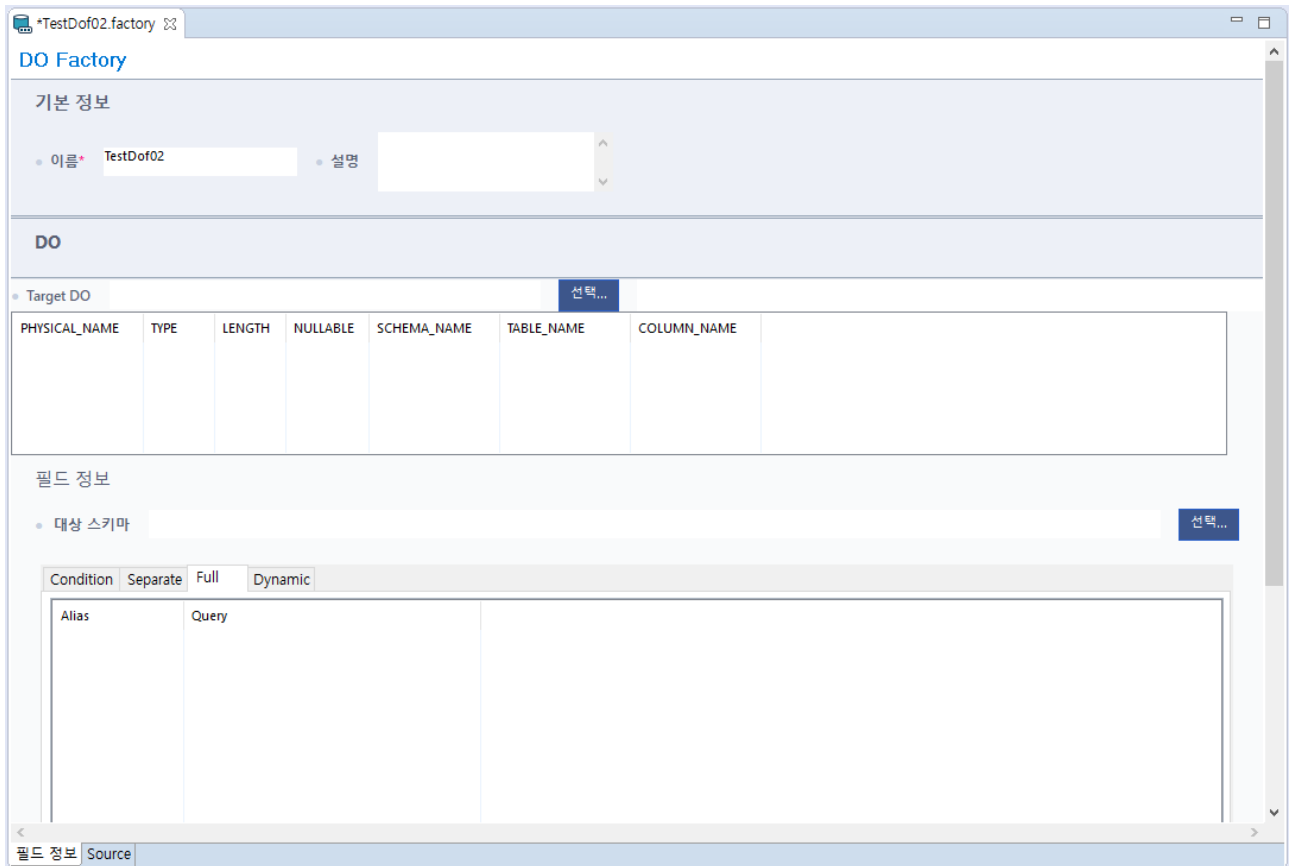 *TestDof02.factory
DO Factory
기본 정보
이름* TestDof02 설명
DO
Target DO 선택...
PHYSICAL_NAME TYPE LENGTH NULLABLE SCHEMA_NAME TABLE_NAME COLUMN_NAME
필드 정보
대상 스키마 선택...
Condition Separate Full Dynamic
Alias Query
필드 정보 Source